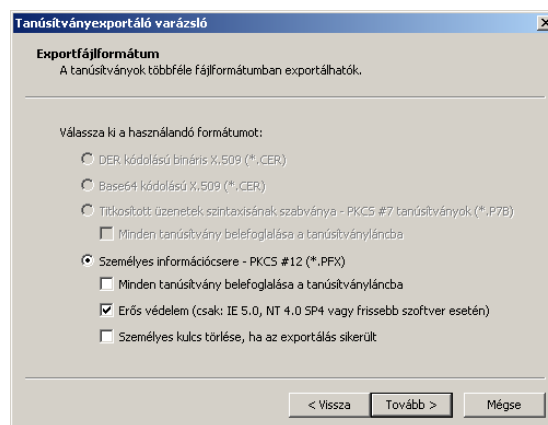 Tanúsítványexportáló varázsló
Exportfájlformátum
A tanúsítványok többféle fájlformátumban exportálhatók.
Válassza ki a használandó formátumot:
DER kódolású bináris X.509 (*.CER)
Base64 kódolású X.509 (*.CER)
Titkosított üzenetek szintaxisának szabványa - PKCS #7 tanúsítványok (*.P7B)
Minden tanúsítvány belefoglalása a tanúsítványláncba
Személyes információcsere - PKCS #12 (*.PFX)
Minden tanúsítvány belefoglalása a tanúsítványláncba
Erős védelem (csak: IE 5.0, NT 4.0 SP4 vagy frissebb szoftver esetén)
Személyes kulcs törlése, ha az exportálás sikerült
< Vissza Tovább > Mégse